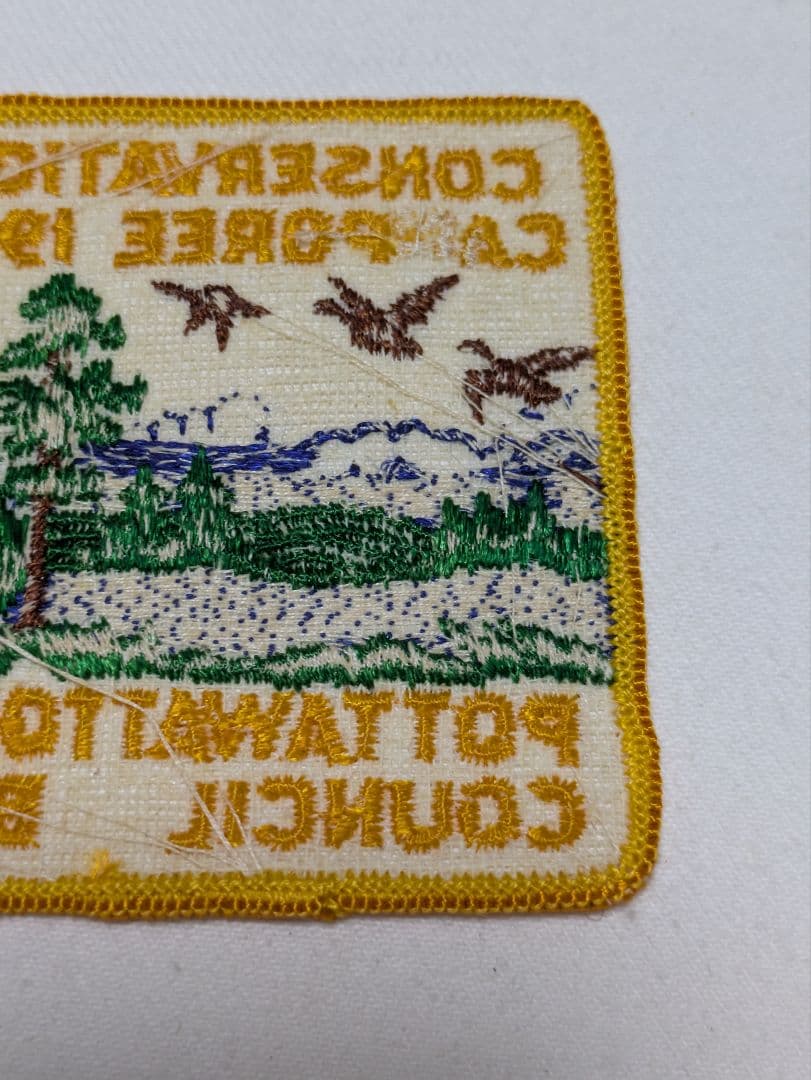 CONSERVATIO
CAMPOREE 19
POTTAWATTO
COUNCIL B